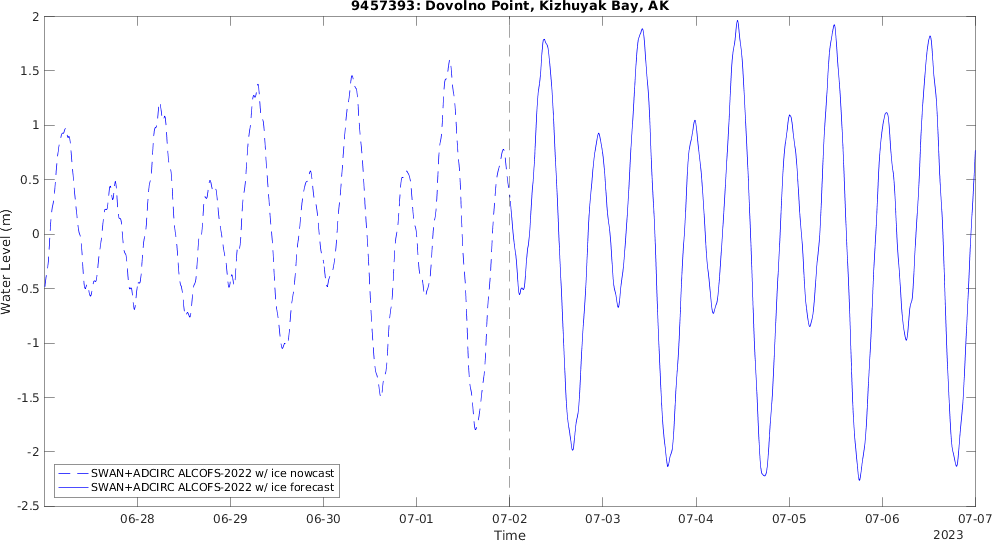 9457393: Dovolno Point, Kizhuyak Bay, AK
Water Level (m)
2
1.5
1
0.5
0
-0.5
-1
-1.5
-2
-2.5
SWAN+ADCIRC ALCOFS-2022 w/ ice nowcast
SWAN+ADCIRC ALCOFS-2022 w/ ice forecast
06-28 06-29 06-30 07-01 07-02 07-03 07-04 07-05 07-06 07-07
Time
2023